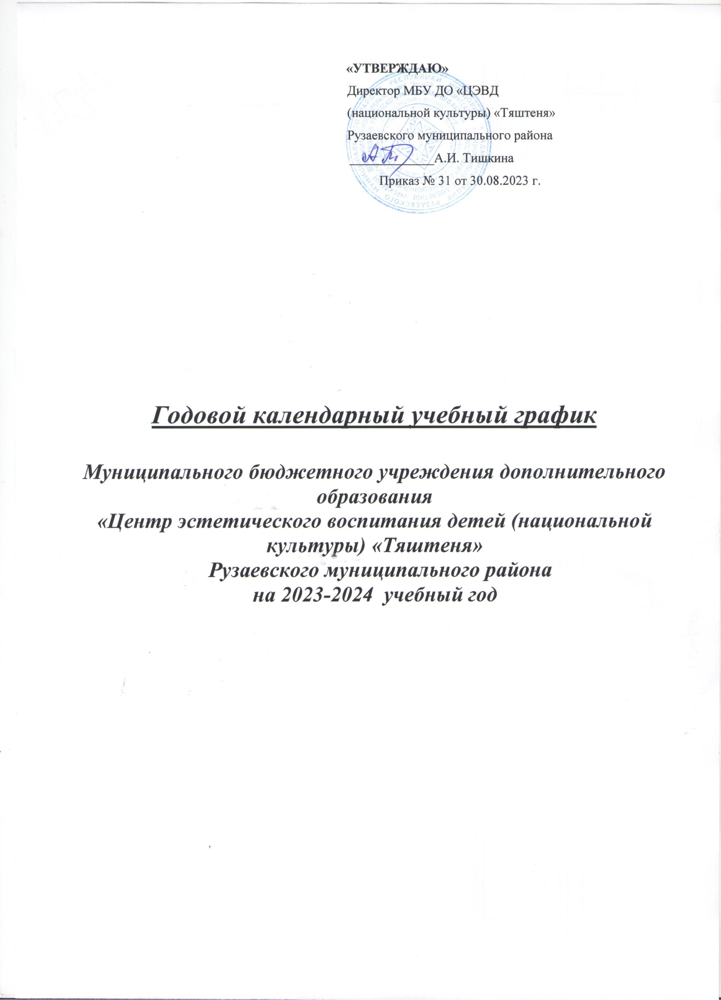 «УТВЕРЖДАЮ»
Директор МБУ ДО «ЦЭВД
(национальной культуры) «Тяштеня»
Рузаевского муниципального района
А.И. Тишкина
Приказ № 31 от 30.08.2023 г.
Годовой календарный учебный график
Муниципального бюджетного учреждения дополнительного
образования
«Центр эстетического воспитания детей (национальной
культуры) «Тяштеня»
Рузаевского муниципального района
на 2023-2024 учебный год